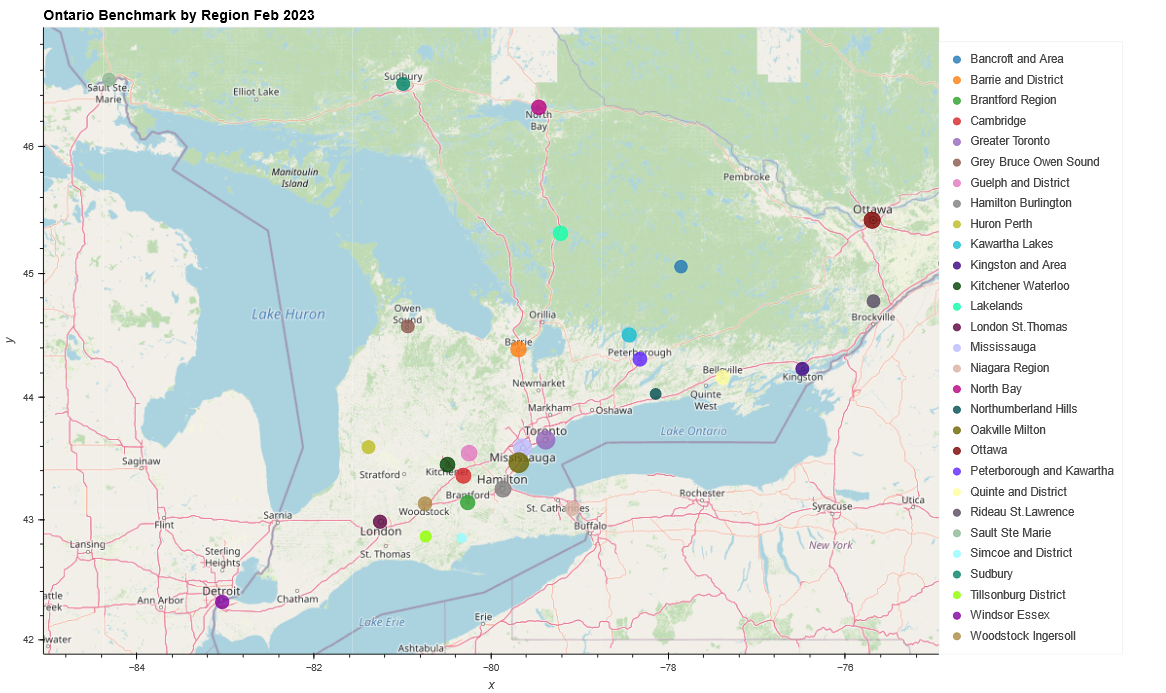 Ontario Benchmark by Region Feb 2023
Sudbury
Sault Ste.
Marie
Elliot Lake
North
Bay
Manitoulin
Island
Pembroke
Ottawa
Lake Huron
Owen
Sound
Orillia
Brockville
Barrie
Peterborough
Belleville
Kingston
Newmarket
Quinte
West
Markham
Oshawa
Toronto
Lake Ontario
Mississauga
Saginaw
Stratford
Kitchener
Hamilton
Brantford
Rochester
Woodstock
St. Catharines
Syracuse
Utica
Sarnia
Flint
London
Buffalo
Lansing
St. Thomas
New York
Sterling
Heights
Detroit
Ann Arbor
Chatham
attle
reek
Lake Erie
Erie
water
Ashtabula
46
45
44
43
42
y
−84
−82
−80
−78
−76
x
Bancroft and Area
Barrie and District
Brantford Region
Cambridge
Greater Toronto
Grey Bruce Owen Sound
Guelph and District
Hamilton Burlington
Huron Perth
Kawartha Lakes
Kingston and Area
Kitchener Waterloo
Lakelands
London St.Thomas
Mississauga
Niagara Region
North Bay
Northumberland Hills
Oakville Milton
Ottawa
Peterborough and Kawartha
Quinte and District
Rideau St.Lawrence
Sault Ste Marie
Simcoe and District
Sudbury
Tillsonburg District
Windsor Essex
Woodstock Ingersoll